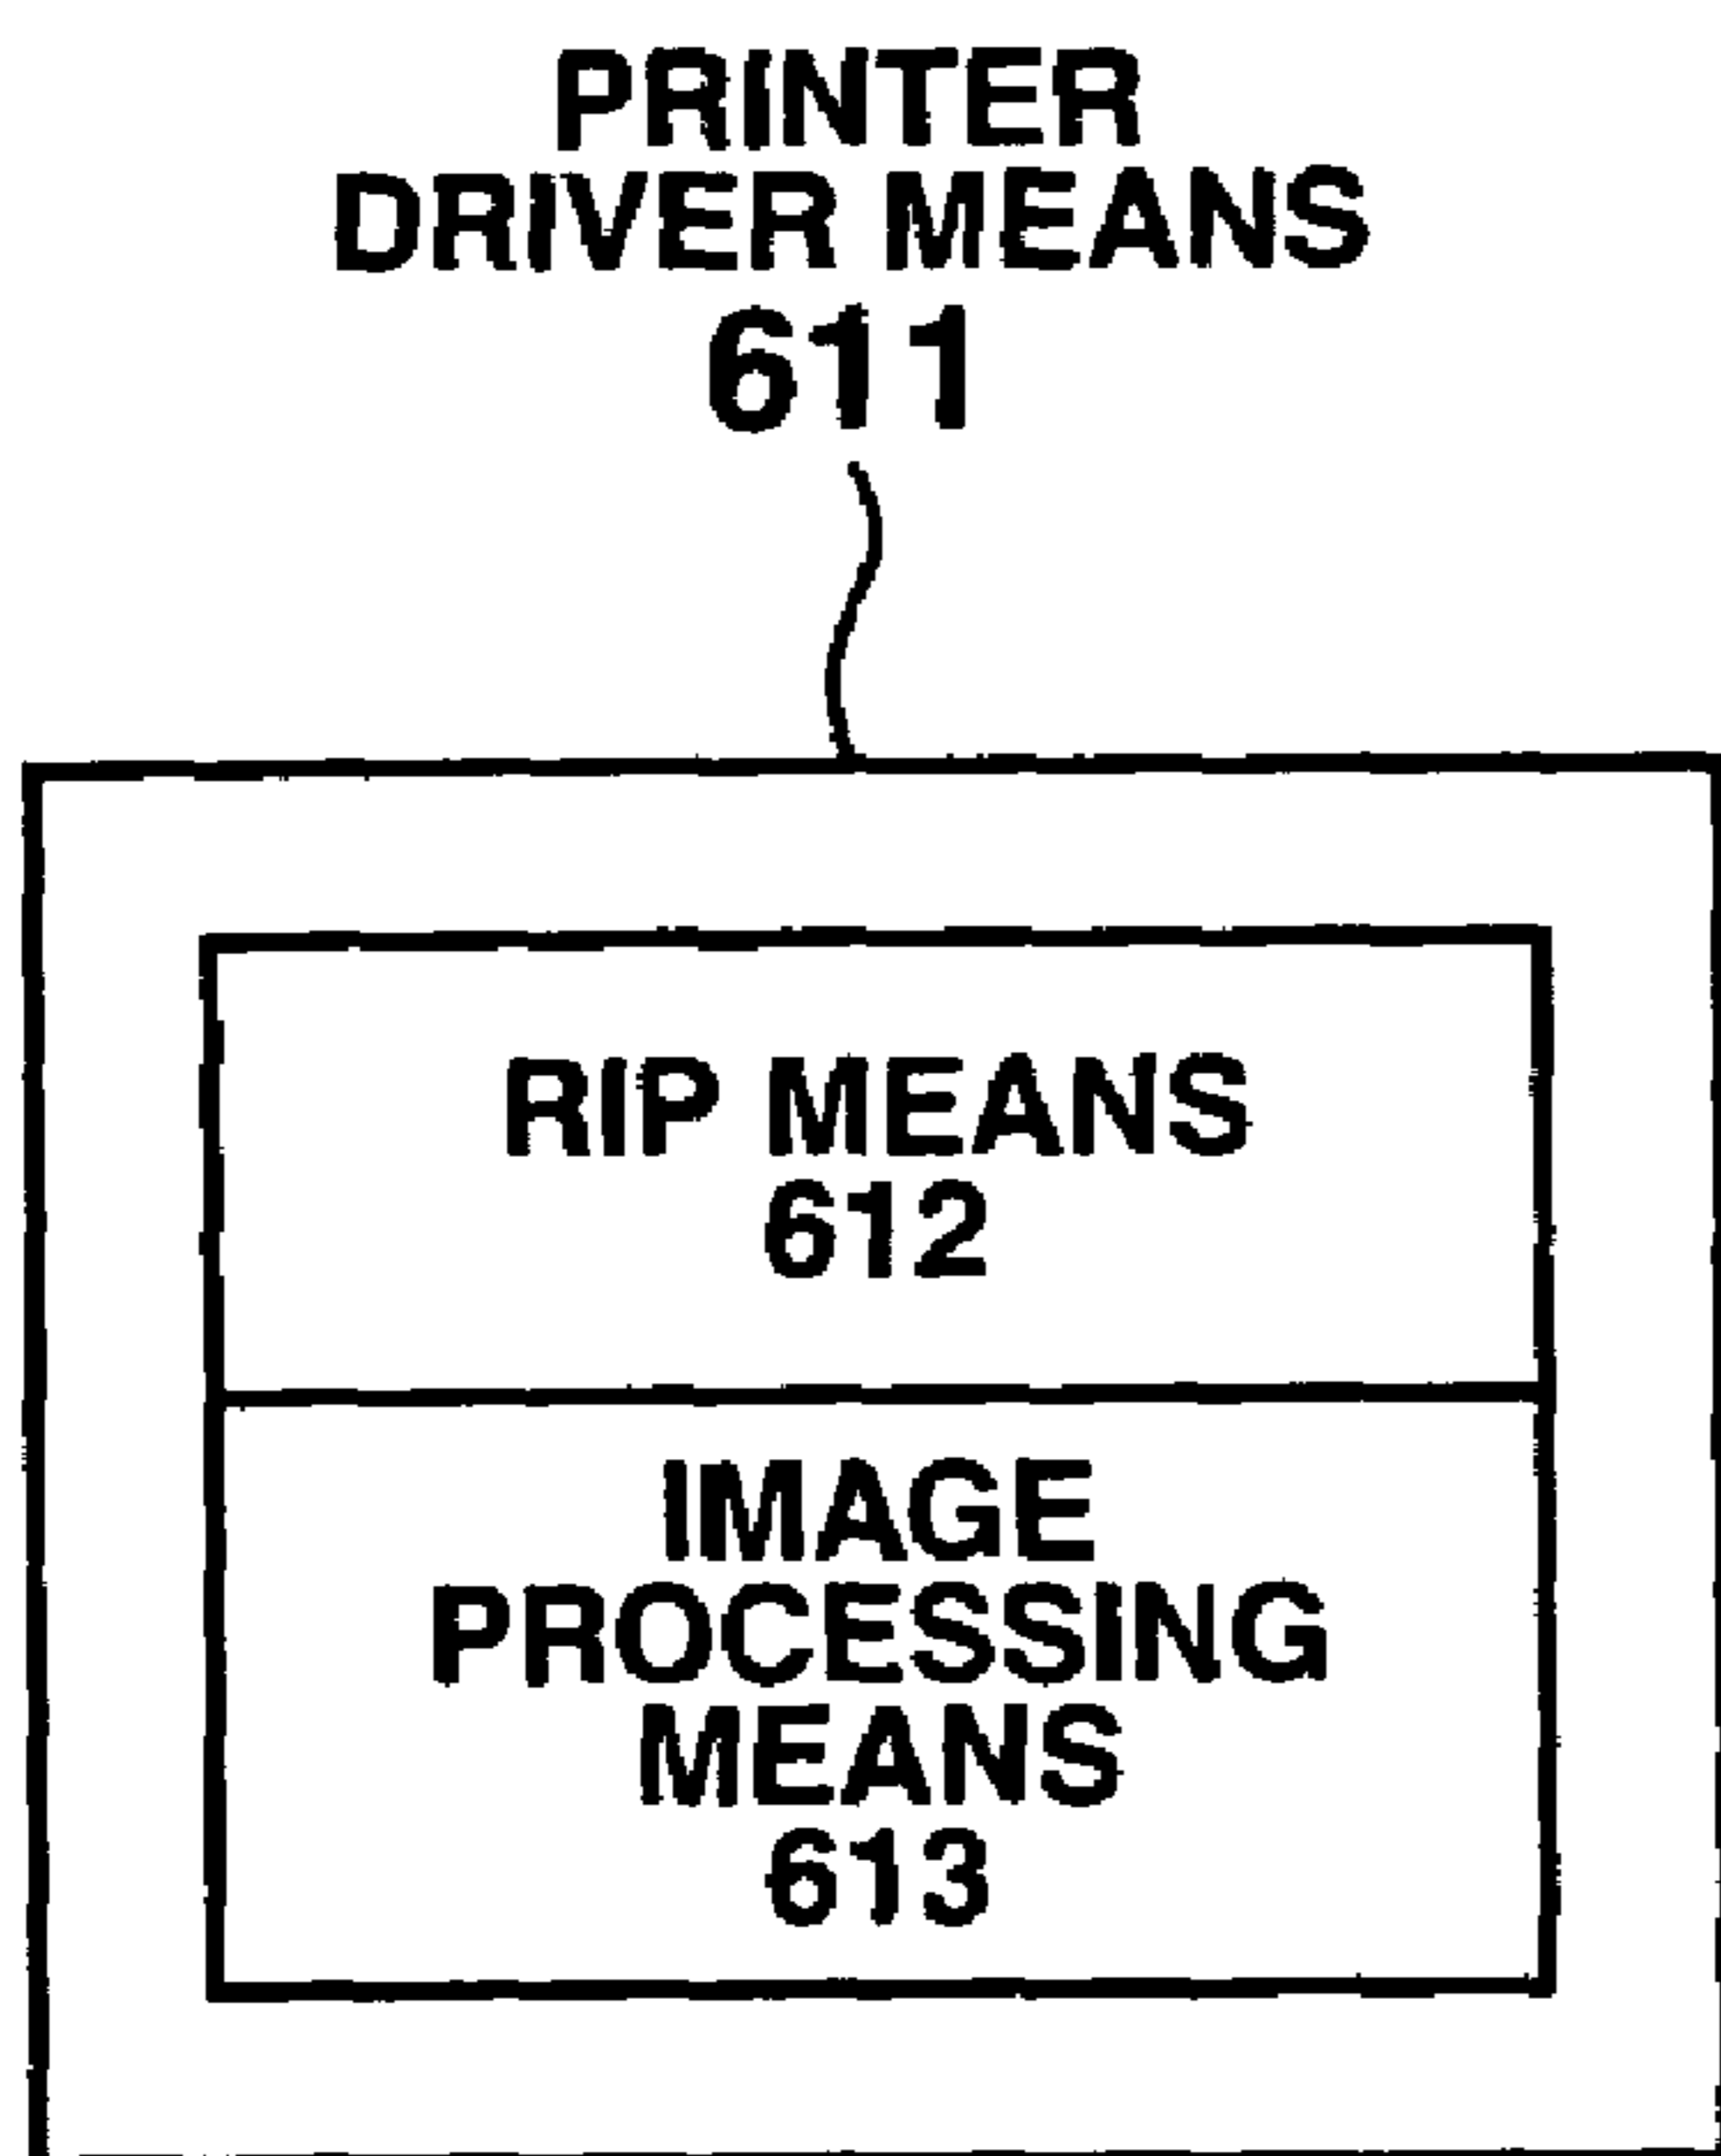 PRINTER
DRIVER MEANS
611
RIP MEANS
612
IMAGE
PROCESSING
MEANS
613